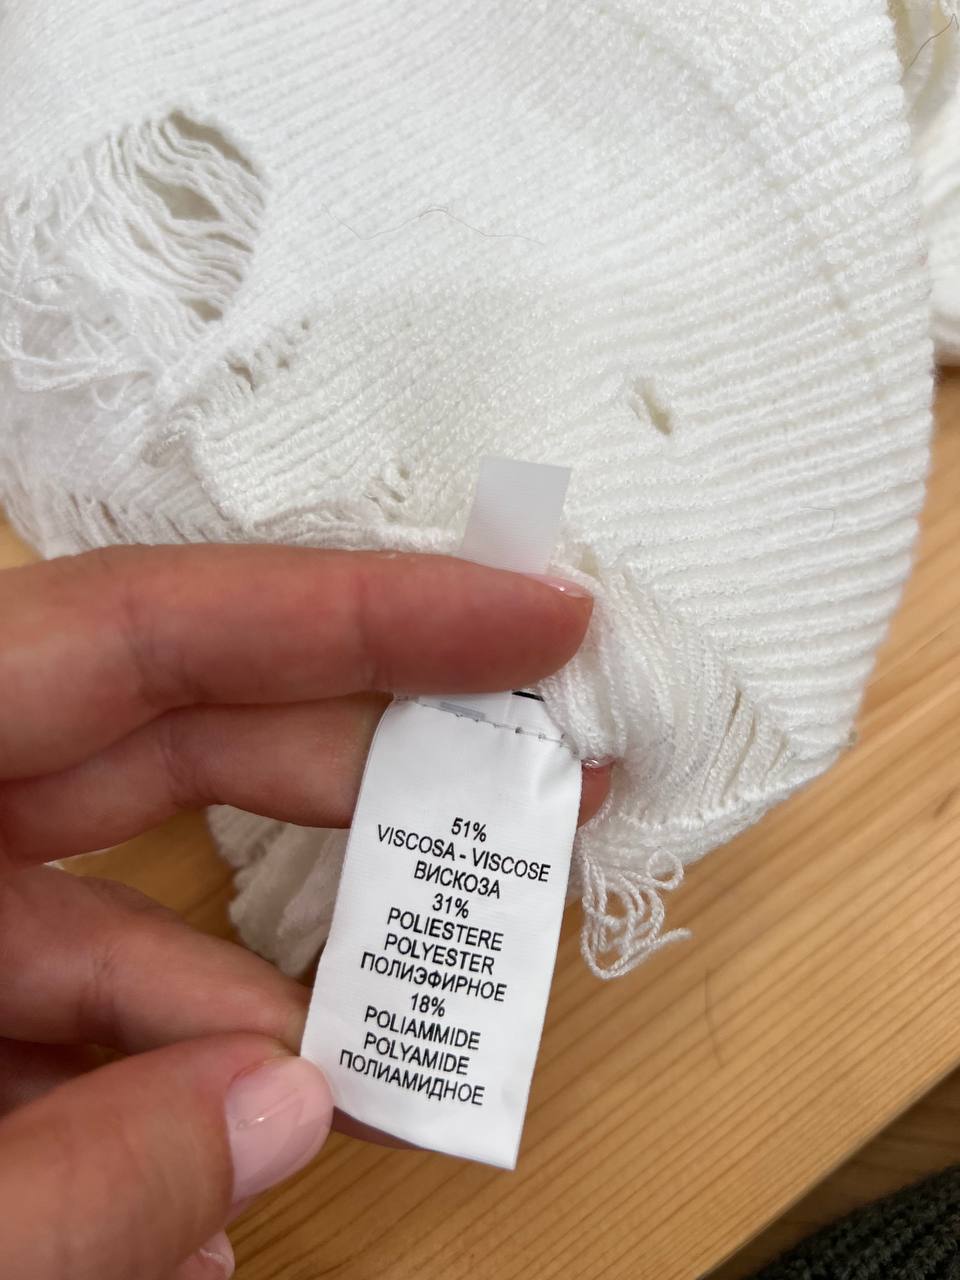 51%
VISCOSA - VISCOSE
ВИСКОЗА
31%
POLIESTERE
POLYESTER
ПОЛИЭФИРНОЕ
18%
POLIAMMIDE
POLYAMIDE
ПОЛИАМИДНОЕ